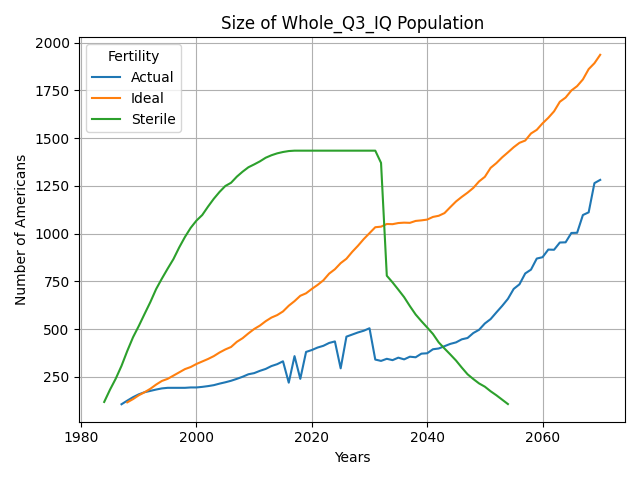 Size of Whole_Q3_IQ Population
Number of Americans
2000
1750
1500
1250
1000
750
500
250
Fertility
Actual
Ideal
Sterile
1980
2000
2020
2040
2060
Years